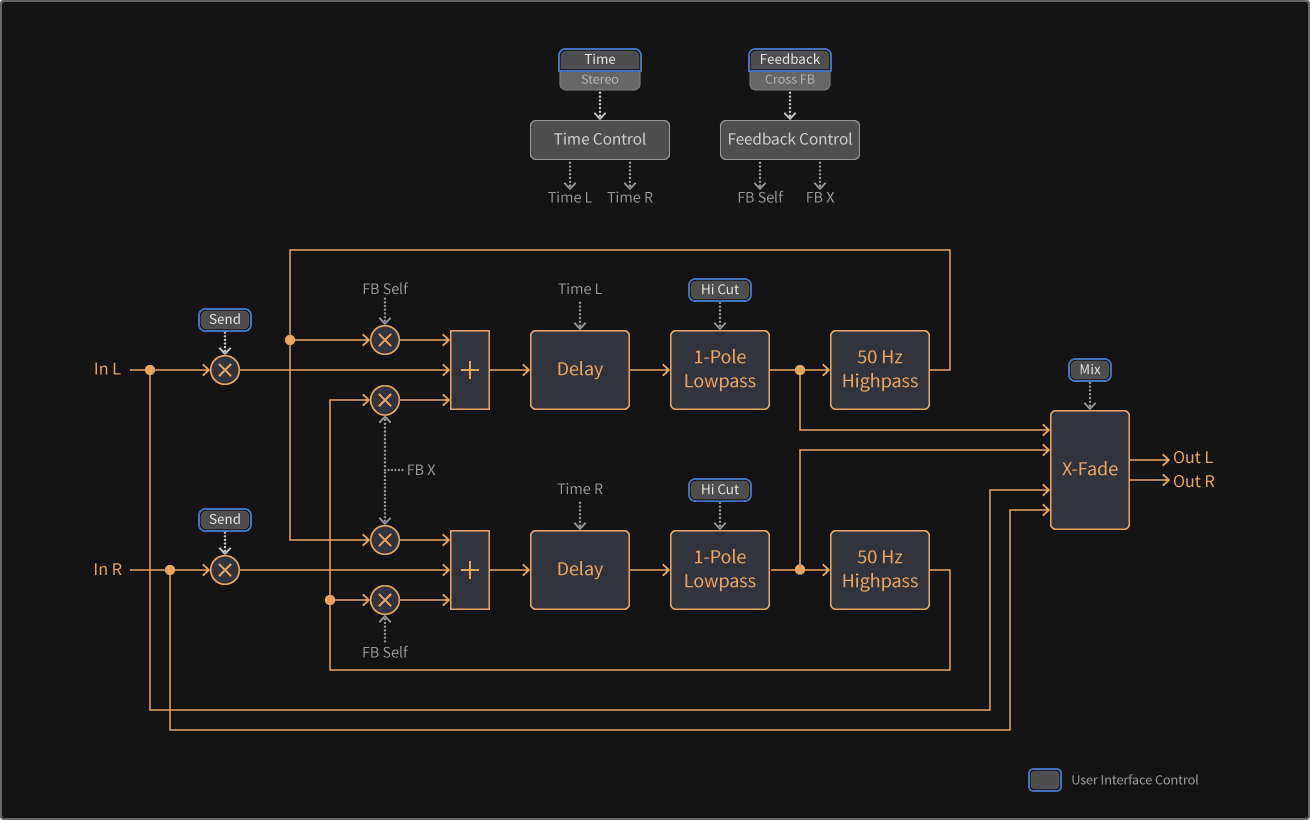 Time
Stereo
Feedback
Cross FB
Time Control
Feedback Control
Time L
Time R
FB Self
FB X
FB Self
Time L
Hi Cut
Send
In L
Delay
1-Pole
Lowpass
50 Hz
Highpass
Mix
FB X
X-Fade
Out L
Out R
Time R
Hi Cut
Send
In R
Delay
1-Pole
Lowpass
50 Hz
Highpass
FB Self
User Interface Control